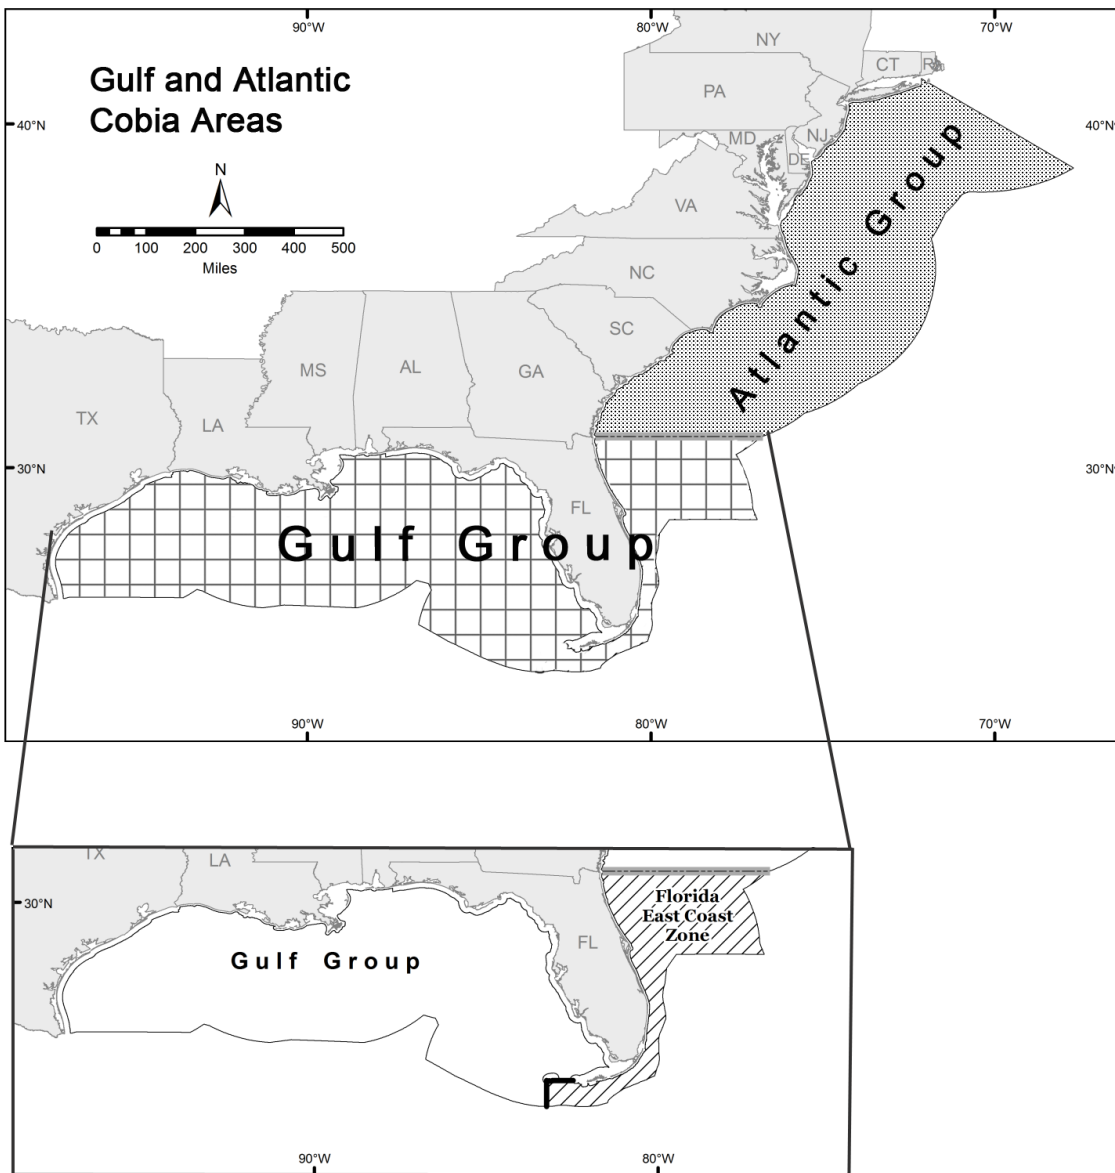 90°W
80°W
70°W
Gulf and Atlantic
Cobia Areas
N
0 100 200 300 400 500
Miles
40°N
40°N
NY
CT
RI
PA
NJ
MD
DE
VA
NC
SC
MS
AL
GA
TX
LA
FL
Atlantic Group
30°N
30°N
Gulf Group
90°W
80°W
70°W
TX
LA
30°N
Florida
East Coast
Zone
FL
Gulf Group
90°W
80°W